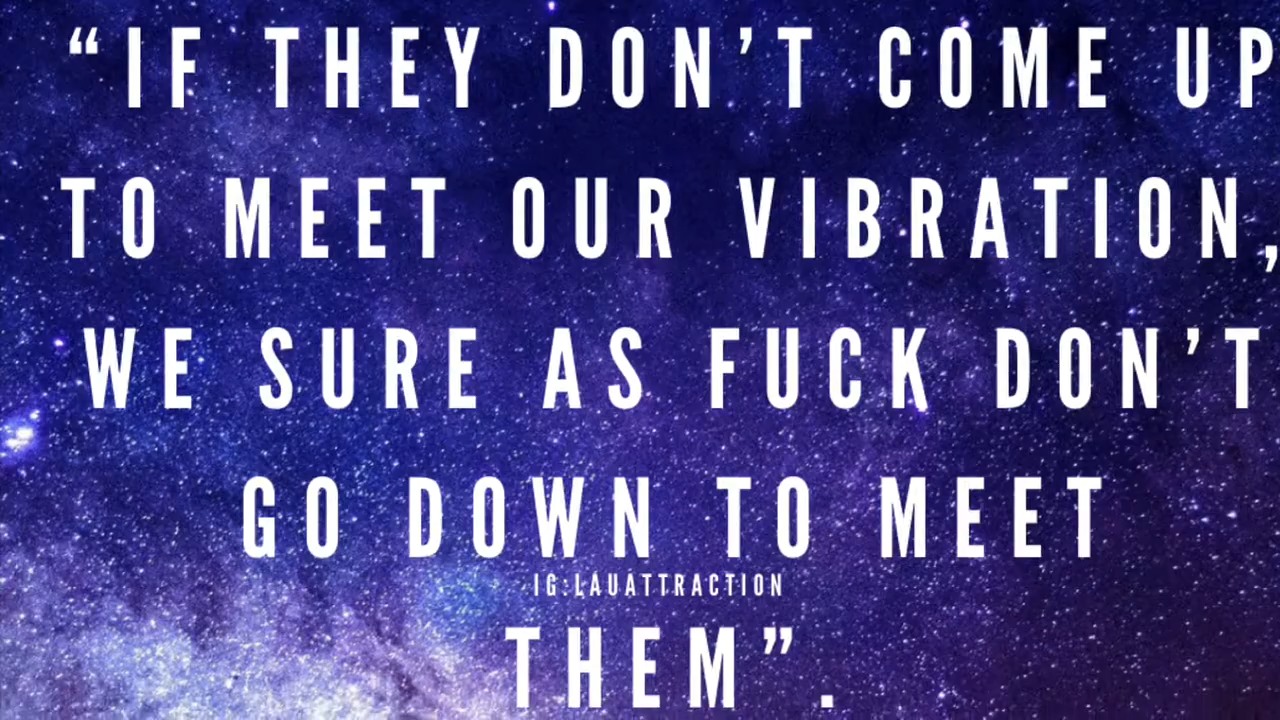 “IF THEY DON’T COME UP
TO MEET OUR VIBRATION,
WE SURE AS FUCK DON’T
GO DOWN TO MEET
IG:LAUATTRACTION
THEM”.